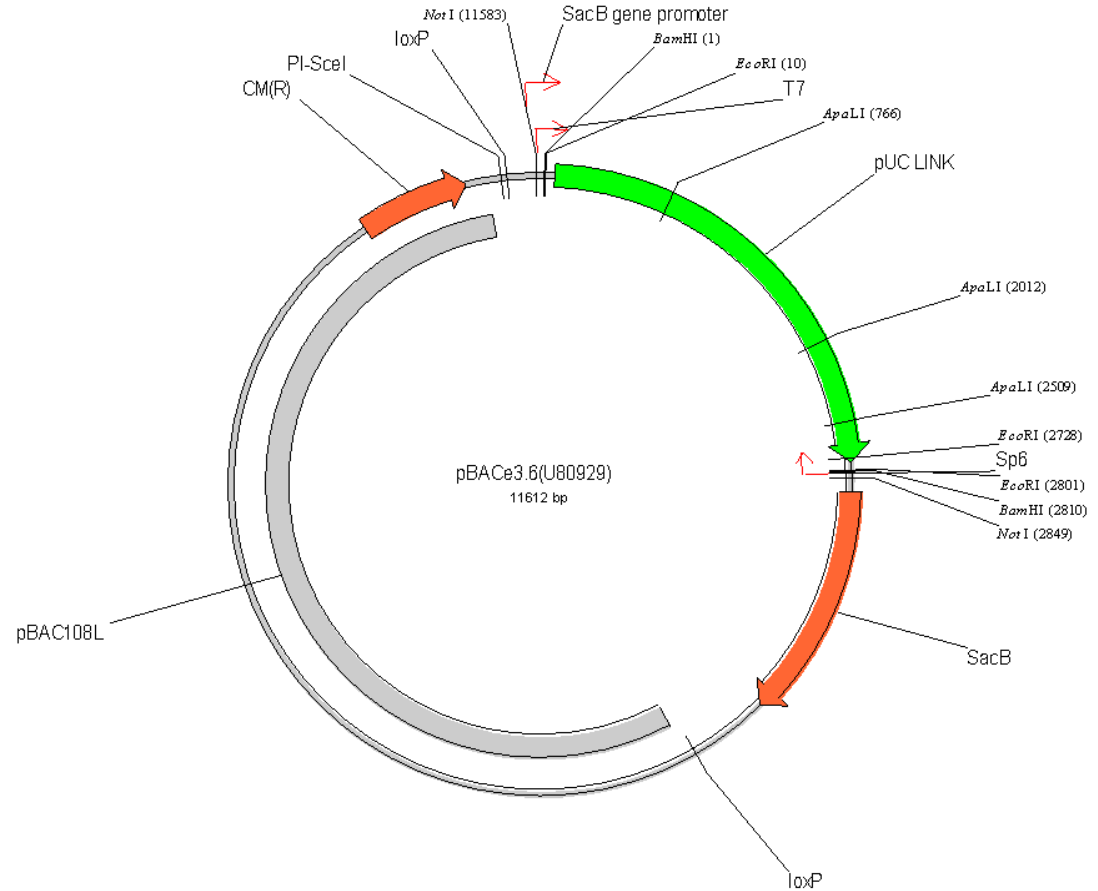 NotI (11583)
SacB gene promoter
loxP
BamHI (1)
PI-SceI
EcoRI (10)
CM(R)
T7
ApaLI (766)
pUC LINK
ApaLI (2012)
ApaLI (2509)
EcoRI (2728)
Sp6
pBACe3.6(U80929)
EcoRI (2801)
11612 bp
BamHI (2810)
NotI (2849)
pBAC108L
SacB
loxP